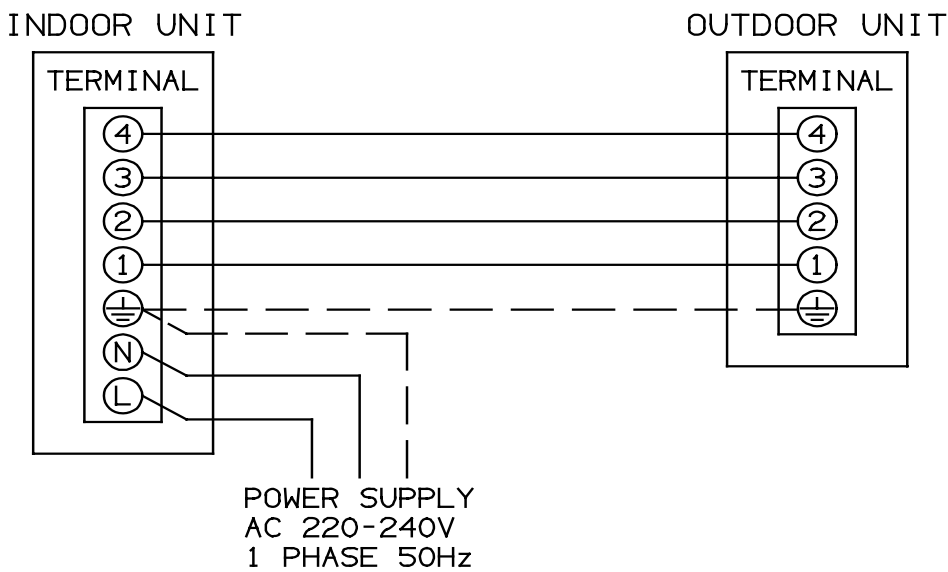 INDOOR UNIT
OUTDOOR UNIT
TERMINAL
TERMINAL
4
4
3
3
2
2
1
1
N
L
POWER SUPPLY
AC 220-240V
1 PHASE 50Hz